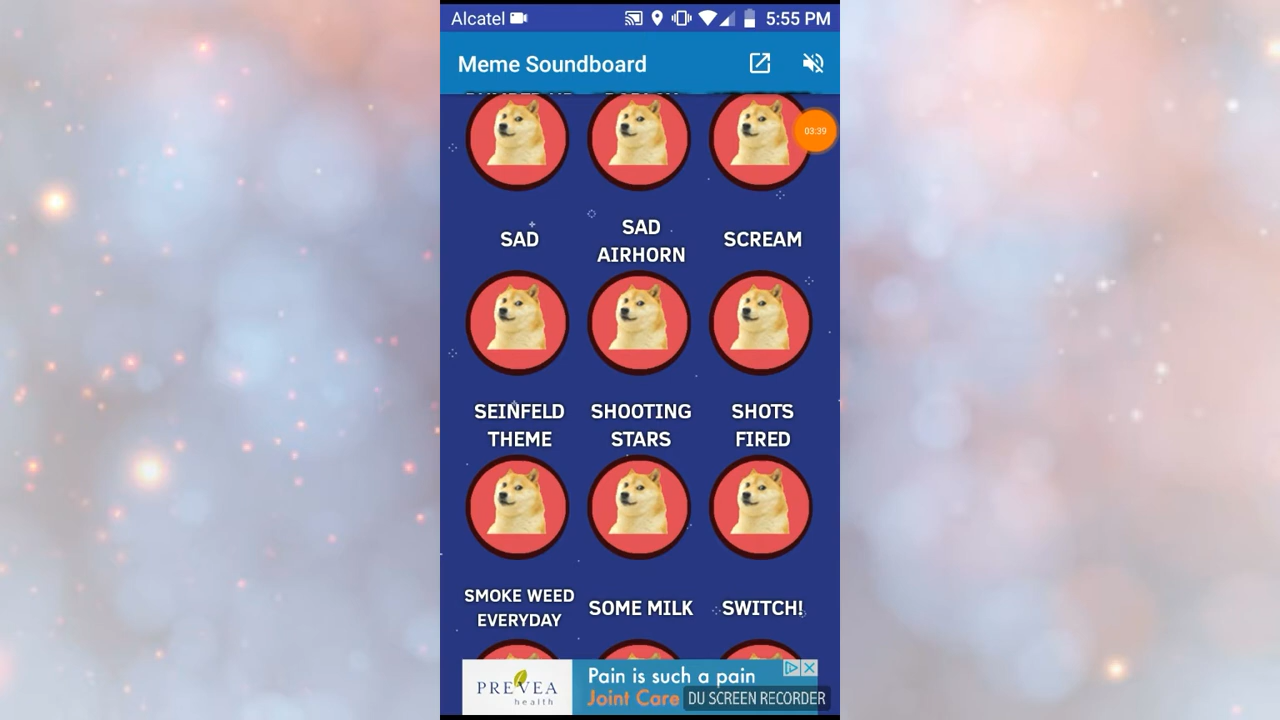 Alcatel
5:55 PM
Meme Soundboard
03:39
SAD
SAD
AIRHORN
SCREAM
SEINFELD
THEME
SHOOTING
STARS
SHOTS
FIRED
SMOKE WEED
EVERYDAY
SOME MILK
SWITCH!
PREVEA
health
Pain is such a pain
Joint Care
DU SCREEN RECORDER